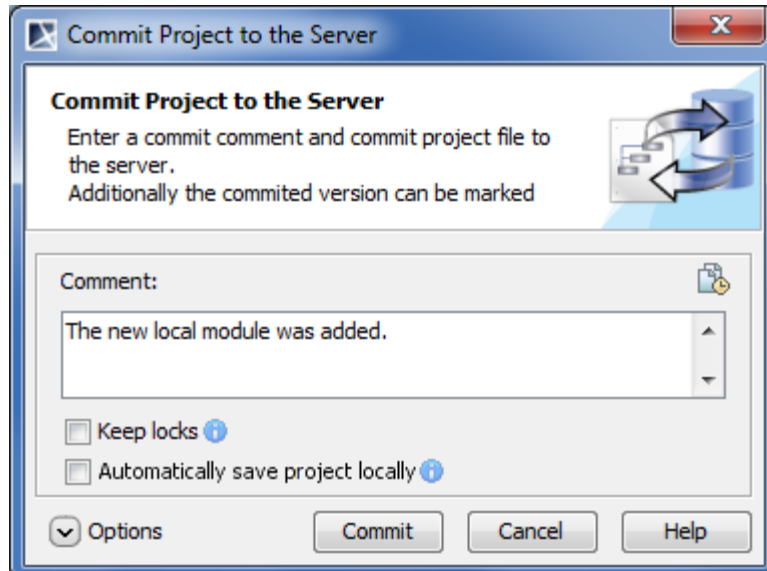 Commit Project to the Server
Commit Project to the Server
Enter a commit comment and commit project file to
the server.
Additionally the commited version can be marked
Comment:
The new local module was added.
Keep locks
Automatically save project locally
Options
Commit
Cancel
Help